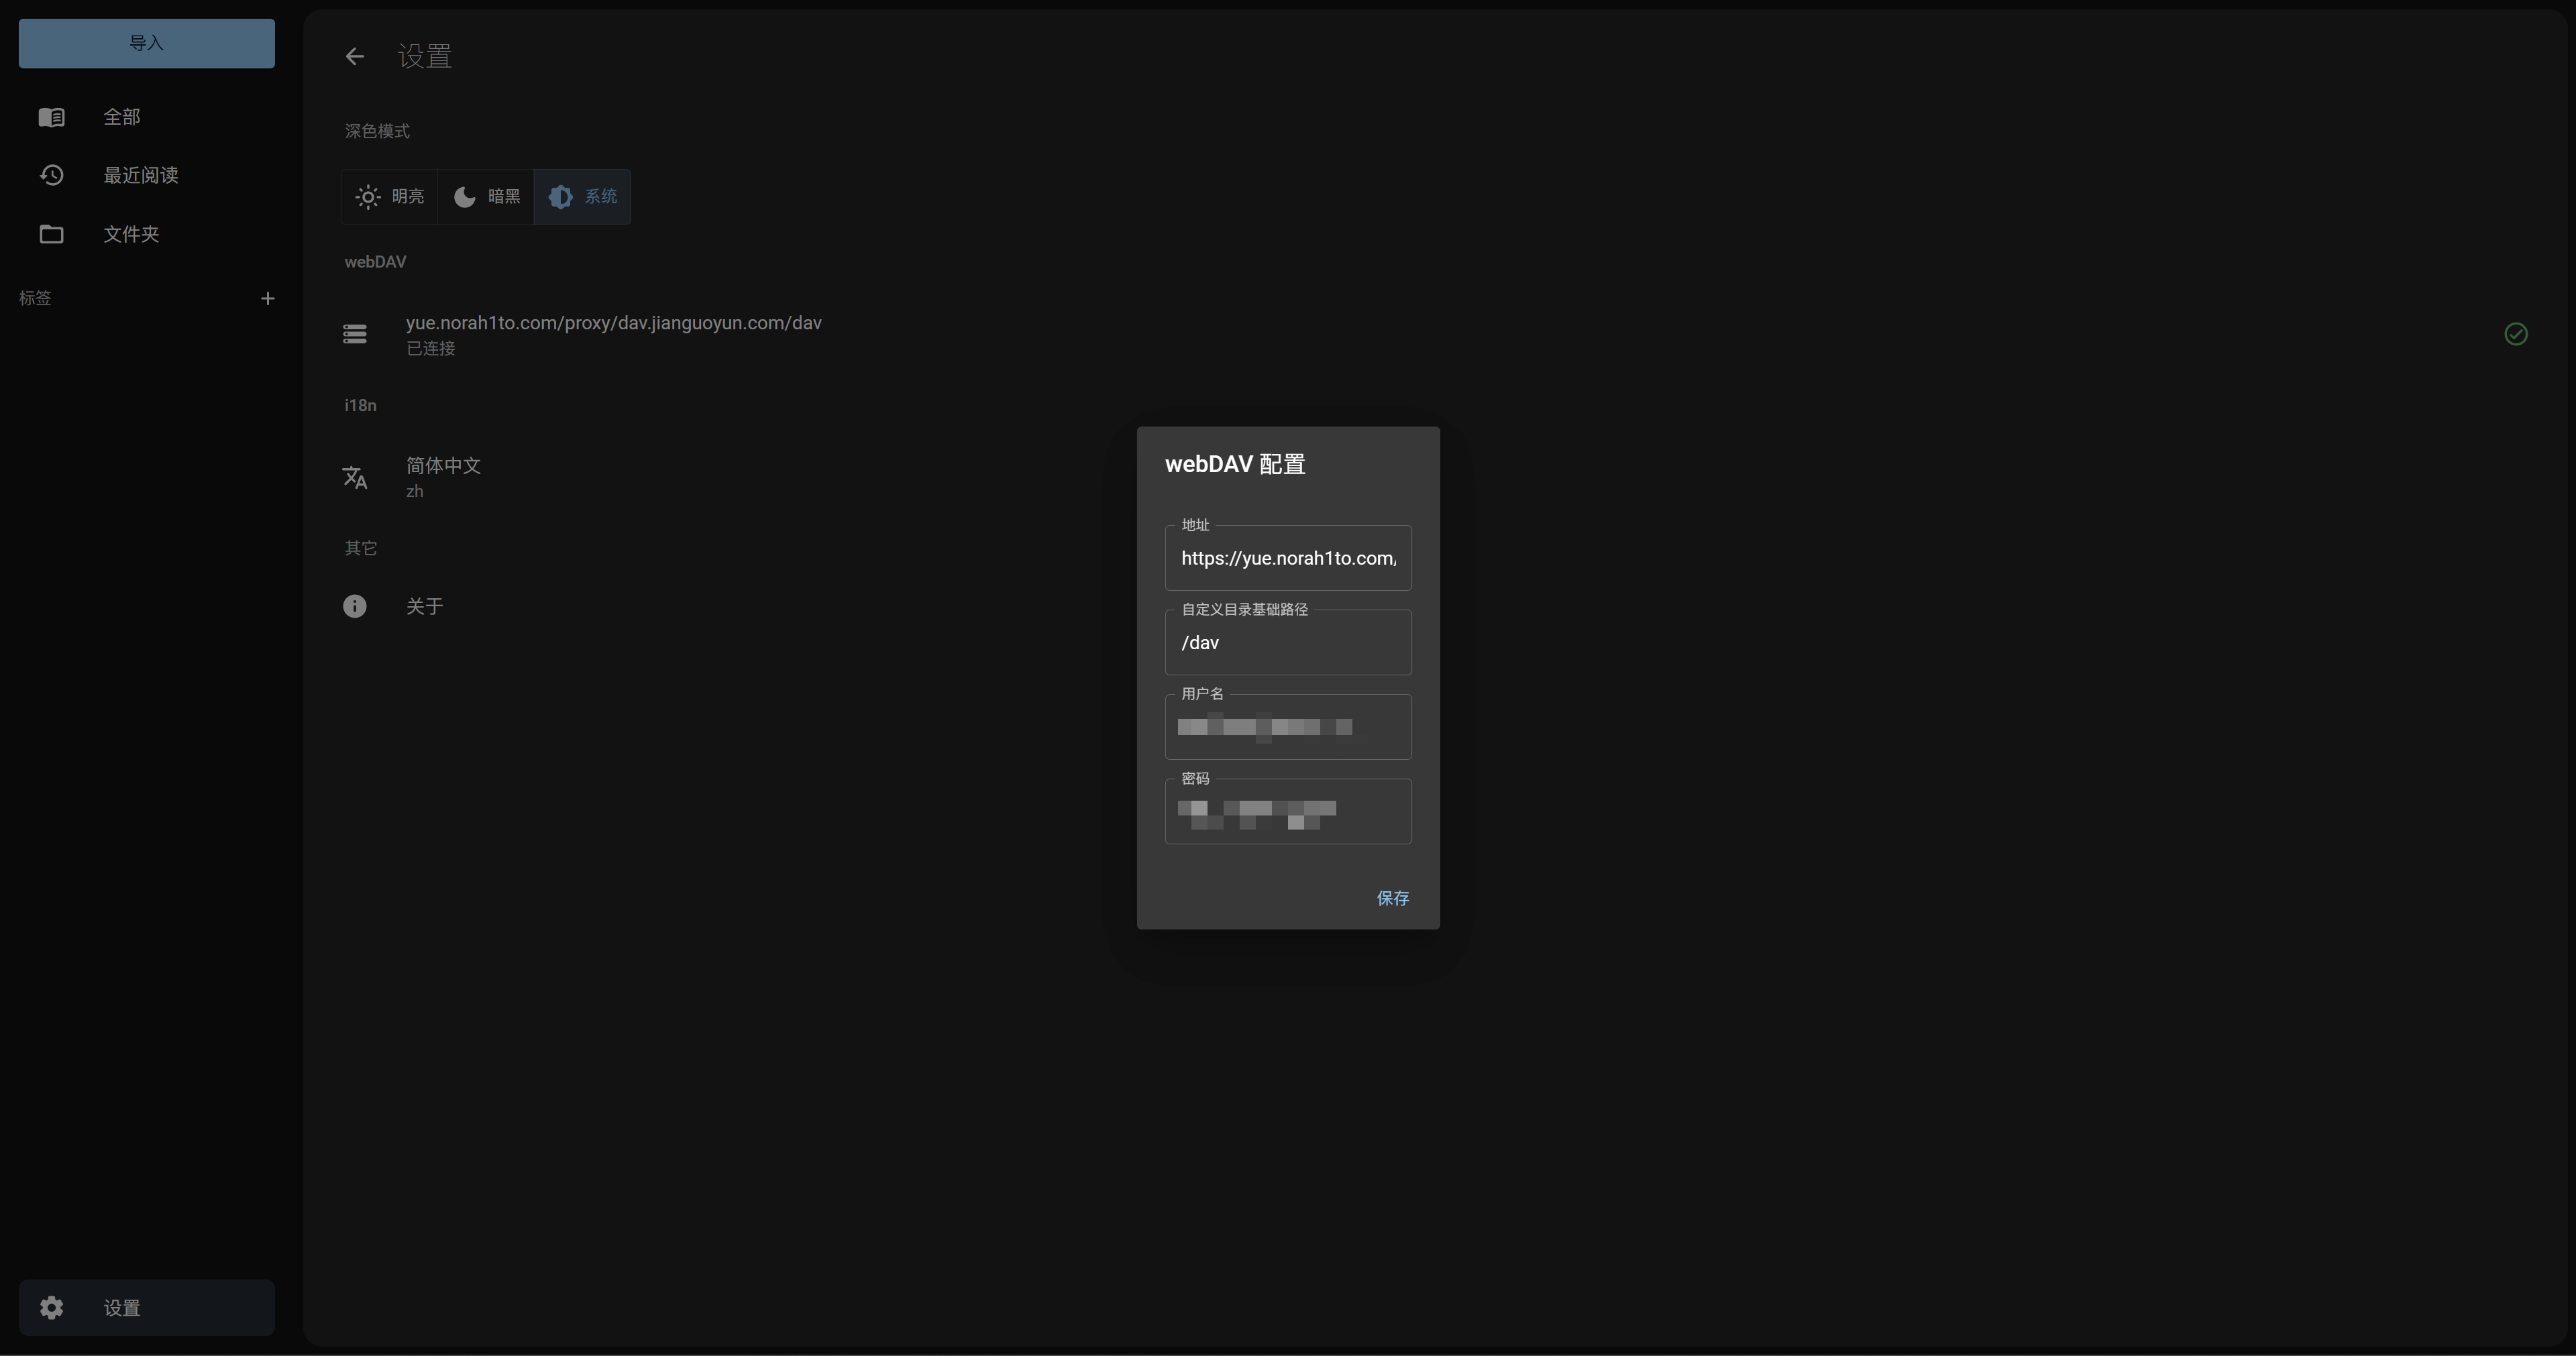 导入
全部
最近阅读
文件夹
标签
设置
设置
深色模式
明亮
暗黑
系统
webDAV
yue.norah1to.com/proxy/dav.jianguoyun.com/dav
已连接
i18n
简体中文
zh
其它
关于
webDAV 配置
地址
https://yue.norah1to.com/
自定义目录基础路径
/dav
用户名
密码
保存